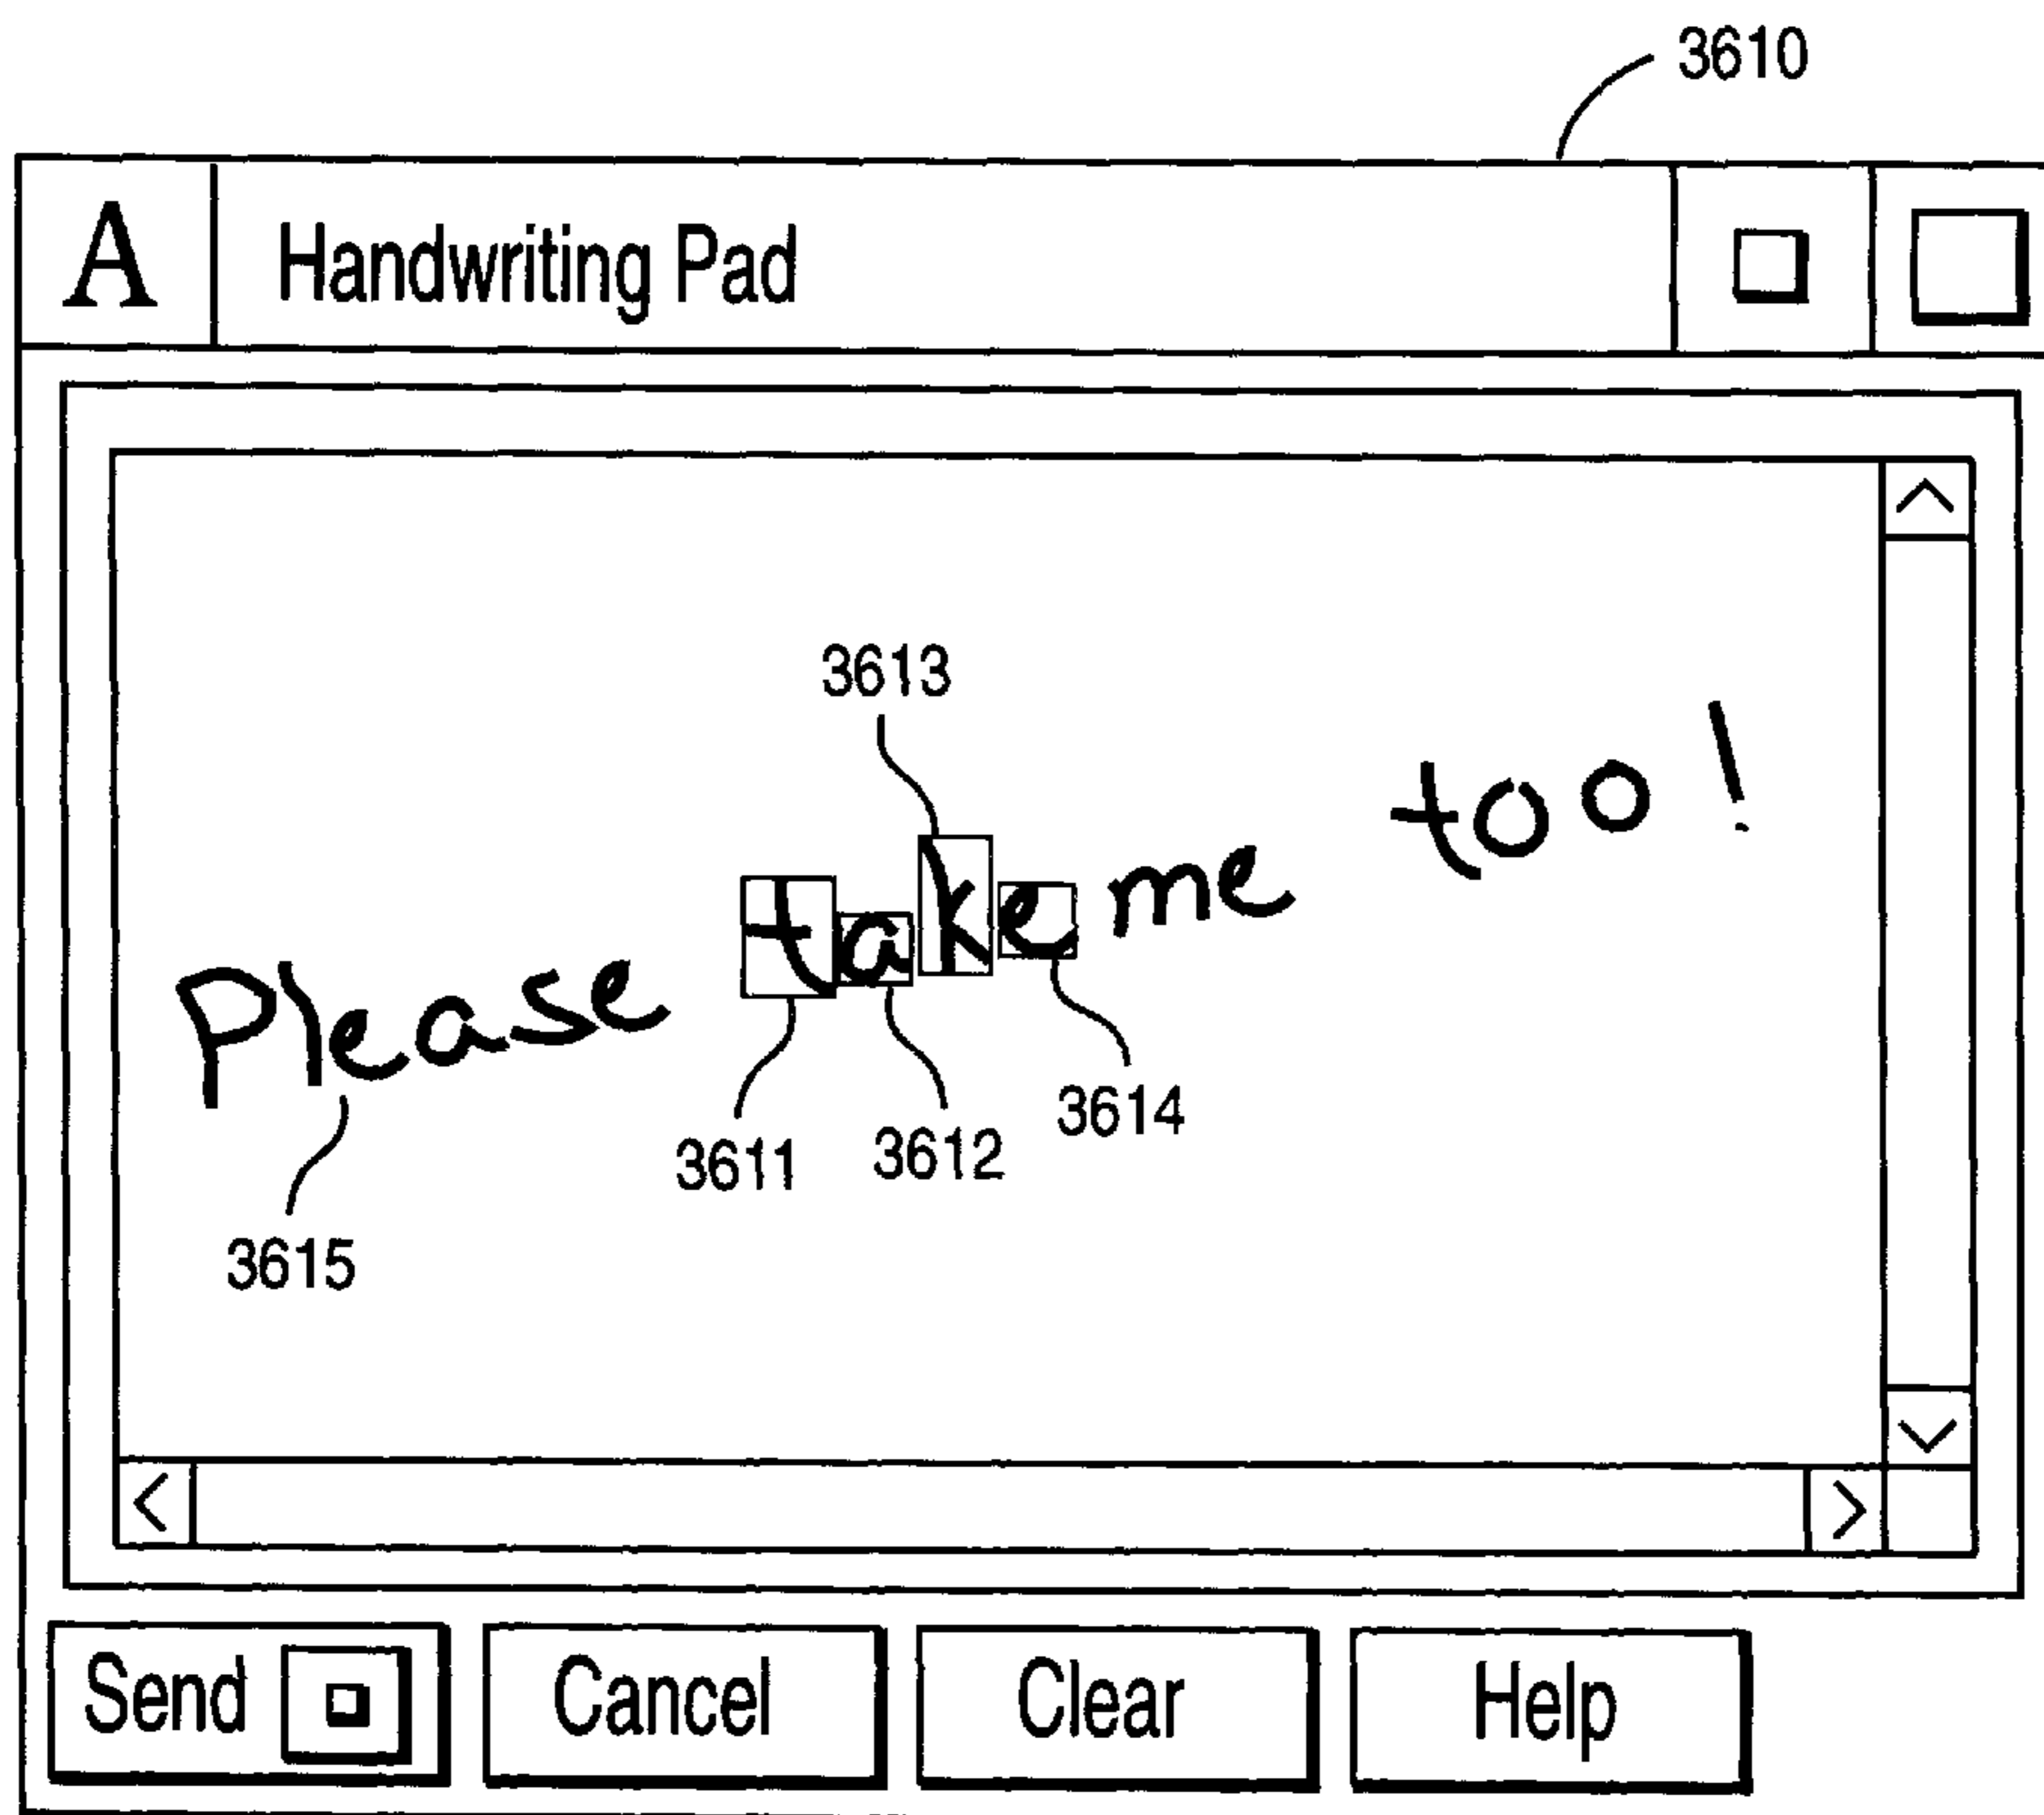 3610
A Handwriting Pad
3613
Please take me too!
3611 3612 3614
3615
Send Cancel Clear Help